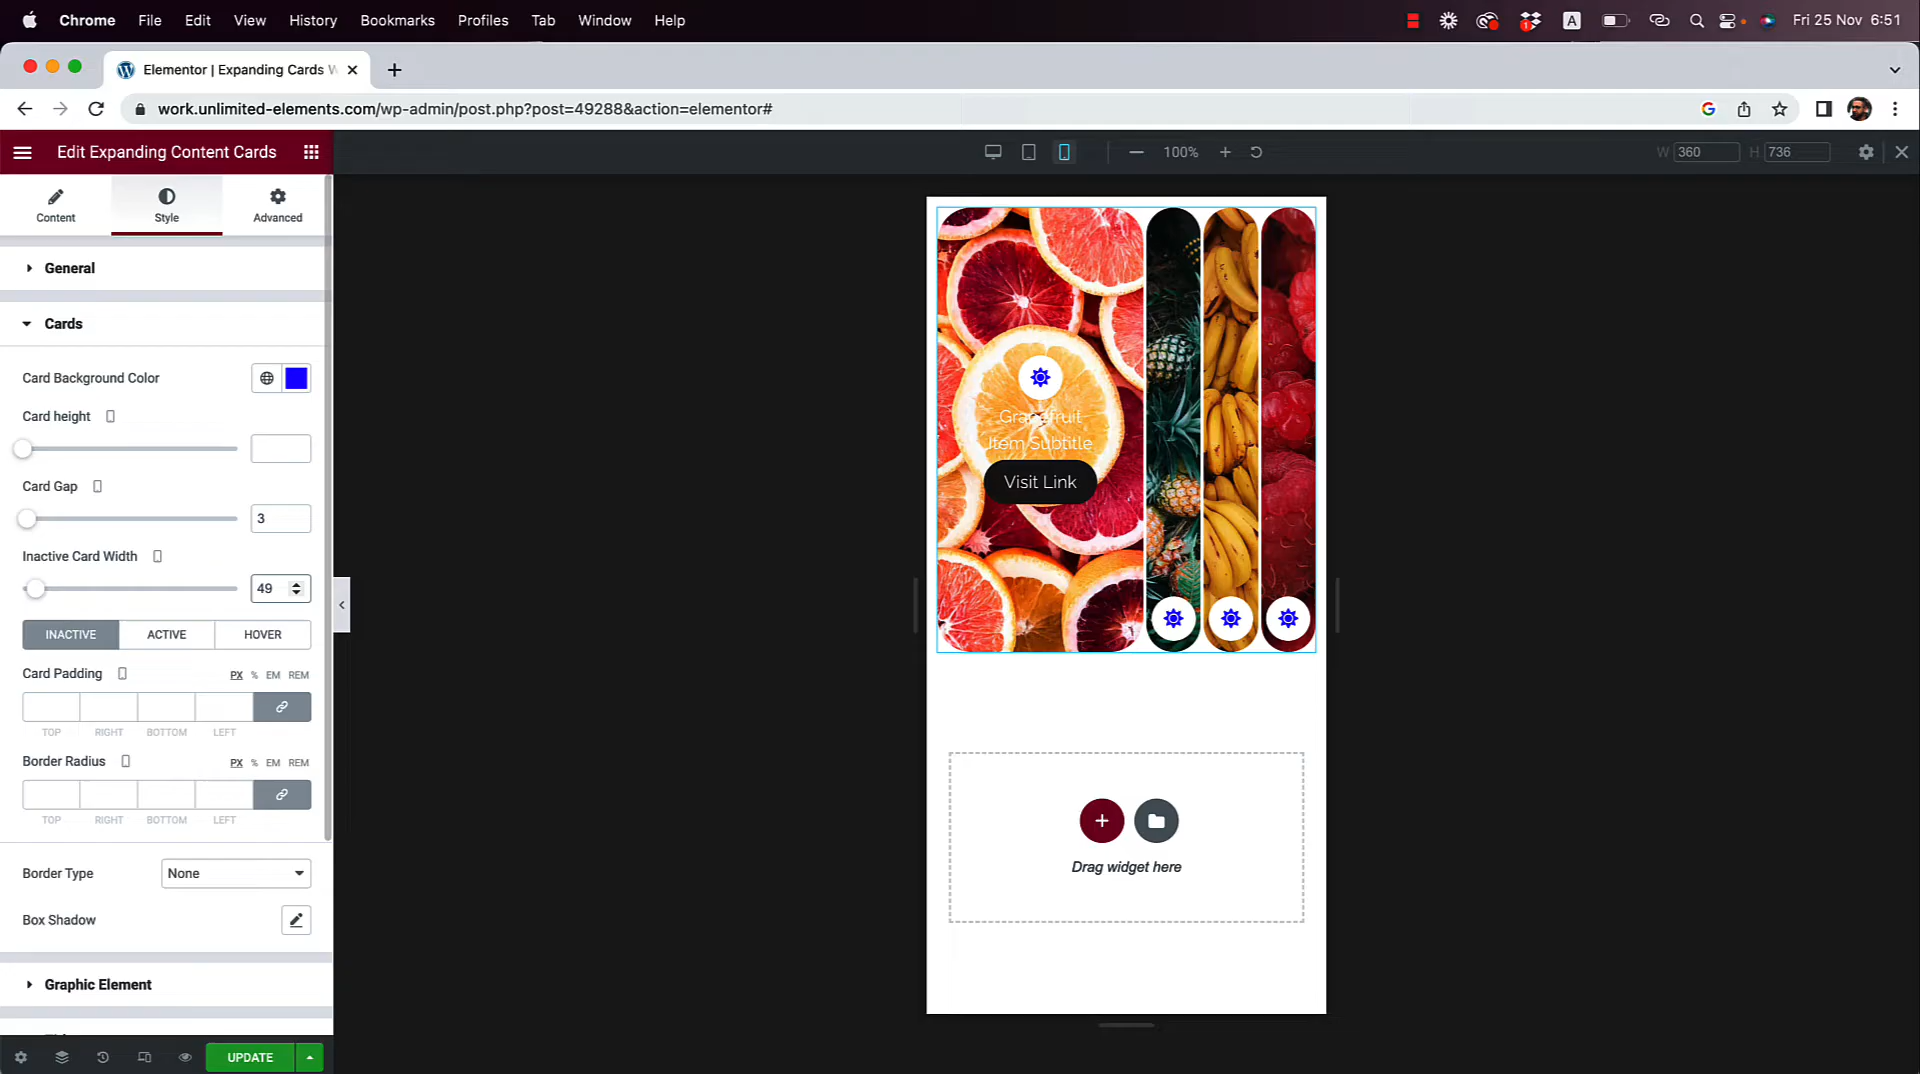 Chrome File Edit View History Bookmarks Profiles Tab Window Help
1 A Fri 25 Nov 6:51
Elementor | Expanding Cards W
work.unlimited-elements.com/wp-admin/post.php?post=49288&action=elementor#
Edit Expanding Content Cards
100%
W 360 H 736
Content Style Advanced
General
Cards
Card Background Color
Card height
Card Gap
3
Inactive Card Width
49
INACTIVE ACTIVE HOVER
Card Padding PX % EM REM
TOP RIGHT BOTTOM LEFT
Border Radius PX % EM REM
TOP RIGHT BOTTOM LEFT
Border Type None
Box Shadow
Graphic Element
UPDATE
Grapefruit
Item Subtitle
Visit Link
Drag widget here